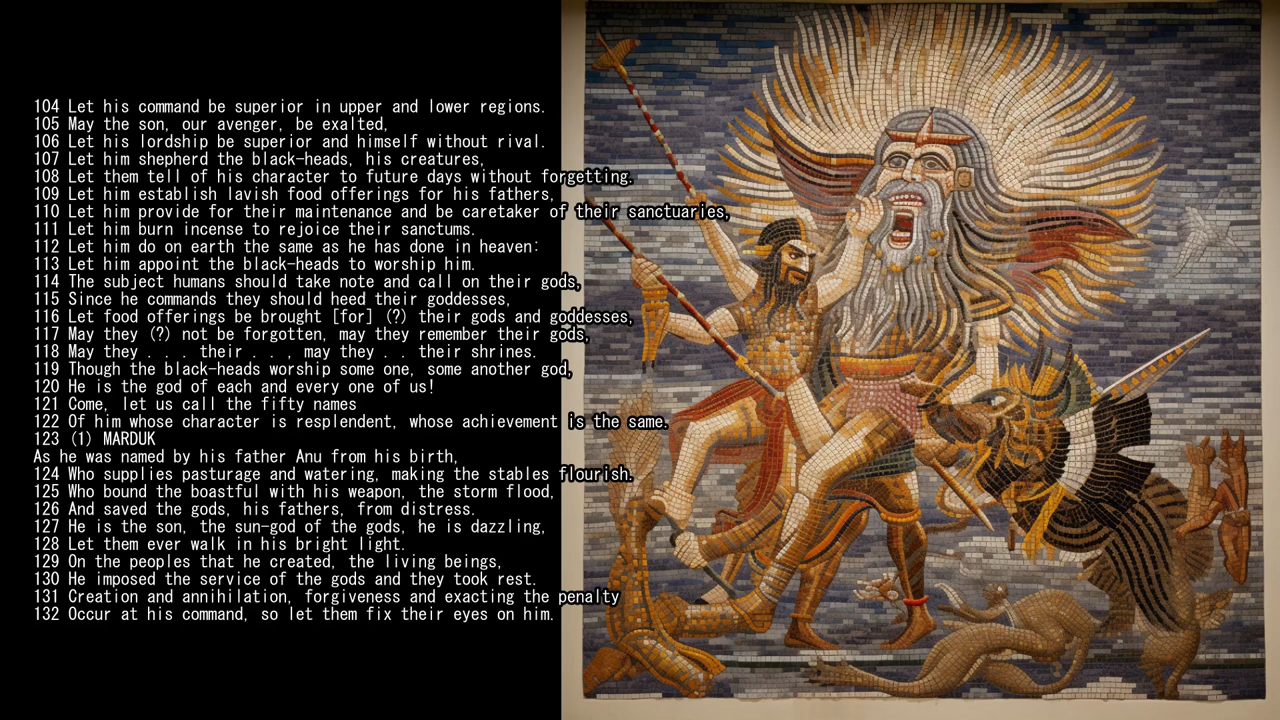 104 Let his command be superior in upper and lower regions.
105 May the son, our avenger, be exalted,
106 Let his lordship be superior and himself without rival.
107 Let him shepherd the black-heads, his creatures,
108 Let them tell of his character to future days without forgetting.
109 Let him establish lavish food offerings for his fathers,
110 Let him provide for their maintenance and be caretaker of their sanctuaries,
111 Let him burn incense to rejoice their sanctums.
112 Let him do on earth the same as he has done in heaven:
113 Let him appoint the black-heads to worship him.
114 The subject humans should take note and call on their gods,
115 Since he commands they should heed their goddesses,
116 Let food offerings be brought [for] (?) their gods and goddesses,
117 May they (?) not be forgotten, may they remember their gods,
118 May they . . . their . . , may they . . their shrines.
119 Though the black-heads worship some one, some another god,
120 He is the god of each and every one of us!
121 Come, let us call the fifty names
122 Of him whose character is resplendent, whose achievement is the same.
123 (1) MARDUK
As he was named by his father Anu from his birth,
124 Who supplies pasturage and watering, making the stables flourish.
125 Who bound the boastful with his weapon, the storm flood,
126 And saved the gods, his fathers, from distress.
127 He is the son, the sun-god of the gods, he is dazzling,
128 Let them ever walk in his bright light.
129 On the peoples that he created, the living beings,
130 He imposed the service of the gods and they took rest.
131 Creation and annihilation, forgiveness and exacting the penalty
132 Occur at his command, so let them fix their eyes on him.